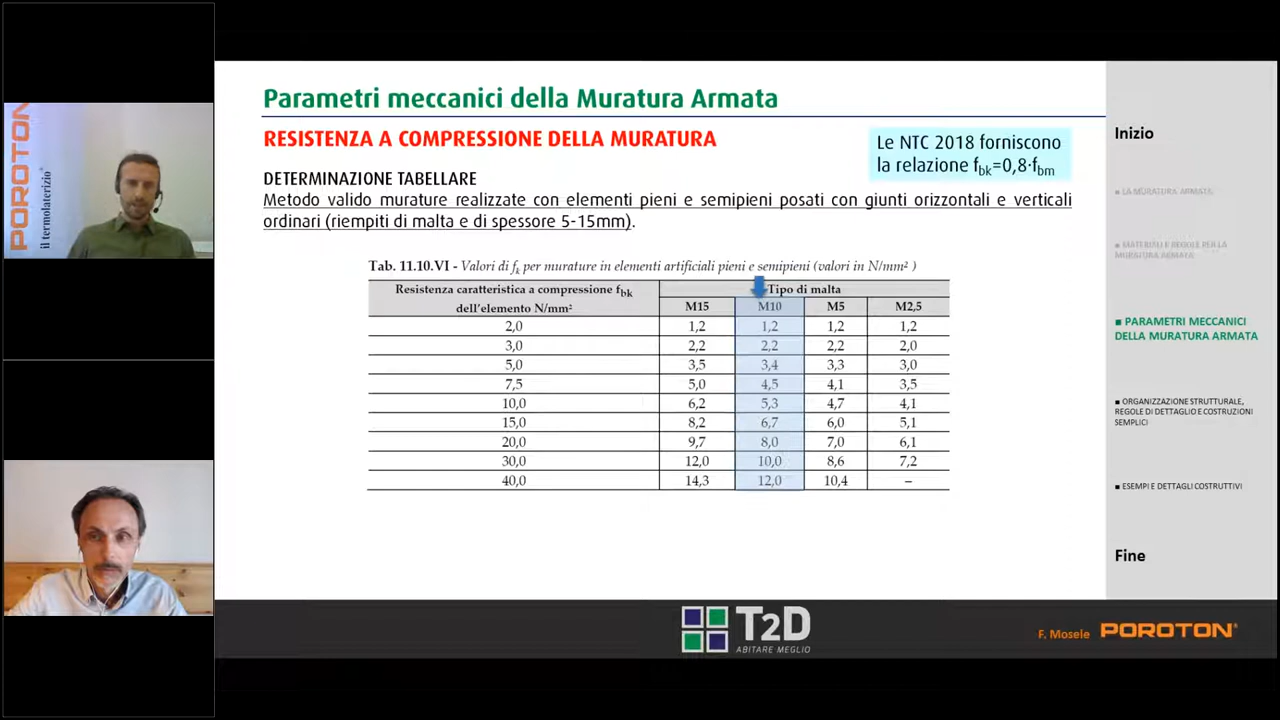 POROTON
il termolaterizio®
Parametri meccanici della Muratura Armata
RESISTENZA A COMPRESSIONE DELLA MURATURA
Le NTC 2018 forniscono
la relazione fbk=0,8·fbm
DETERMINAZIONE TABELLARE
Metodo valido murature realizzate con elementi pieni e semipieni posati con giunti orizzontali e verticali
ordinari (riempiti di malta e di spessore 5-15mm).
Tab. 11.10.VI - Valori di fk per murature in elementi artificiali pieni e semipieni (valori in N/mm² )
Resistenza caratteristica a compressione fbk
dell'elemento N/mm²
Tipo di malta
M15 M10 M5 M2,5
2,0 1,2 1,2 1,2 1,2
3,0 2,2 2,2 2,2 2,0
5,0 3,5 3,4 3,3 3,0
7,5 5,0 4,5 4,1 3,5
10,0 6,2 5,3 4,7 4,1
15,0 8,2 6,7 6,0 5,1
20,0 9,7 8,0 7,0 6,1
30,0 12,0 10,0 8,6 7,2
40,0 14,3 12,0 10,4 –
Inizio
■ LA MURATURA ARMATA
■ MATERIALI E REGOLE PER LA
MURATURA ARMATA
■ PARAMETRI MECCANICI
DELLA MURATURA ARMATA
■ ORGANIZZAZIONE STRUTTURALE,
REGOLE DI DETTAGLIO E COSTRUZIONI
SEMPLICI
■ ESEMPI E DETTAGLI COSTRUTTIVI
Fine
T2D
ABITARE MEGLIO
F. Mosele POROTON®